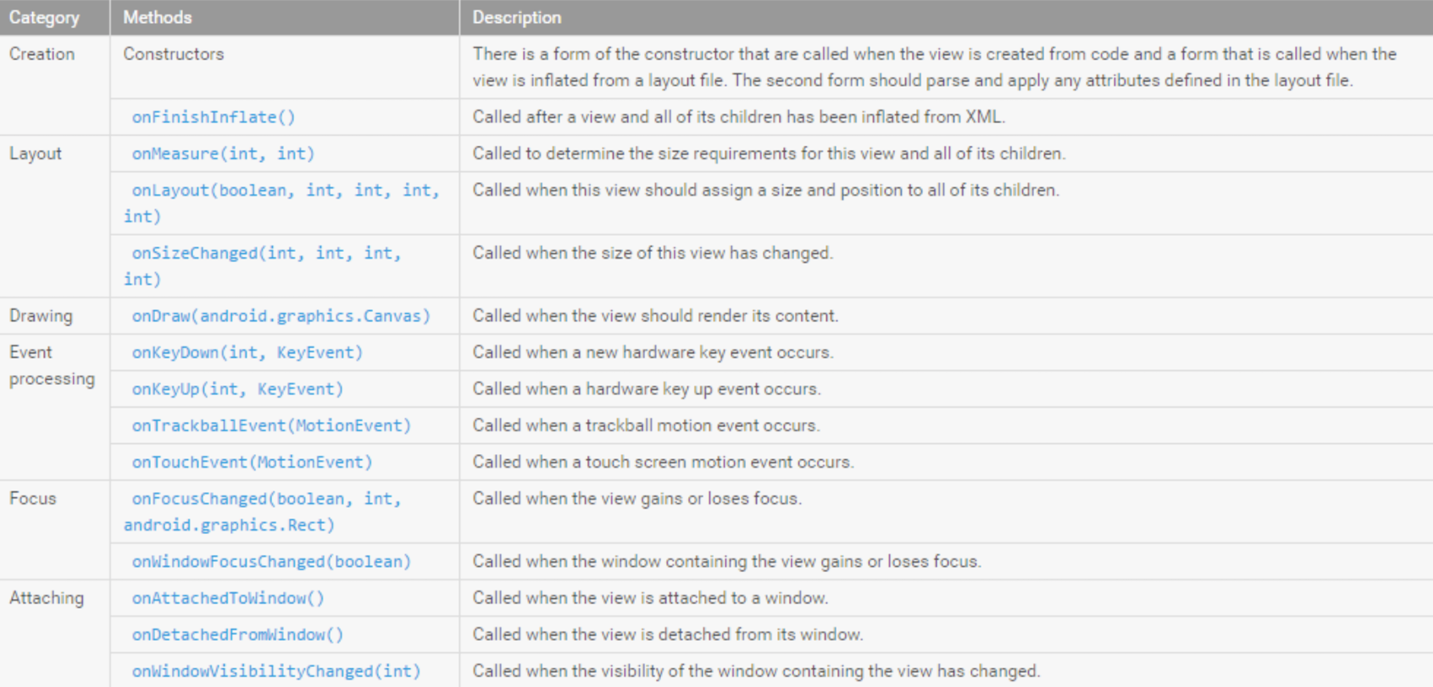 Category Methods Description
Creation Constructors There is a form of the constructor that are called when the view is created from code and a form that is called when the
view is inflated from a layout file. The second form should parse and apply any attributes defined in the layout file.
onFinishInflate() Called after a view and all of its children has been inflated from XML.
Layout onMeasure(int, int) Called to determine the size requirements for this view and all of its children.
onLayout(boolean, int, int, int, Called when this view should assign a size and position to all of its children.
int)
onSizeChanged(int, int, int, Called when the size of this view has changed.
int)
Drawing onDraw(android.graphics.Canvas) Called when the view should render its content.
Event onKeyDown(int, KeyEvent) Called when a new hardware key event occurs.
processing
onKeyUp(int, KeyEvent) Called when a hardware key up event occurs.
onTrackballEvent(MotionEvent) Called when a trackball motion event occurs.
onTouchEvent(MotionEvent) Called when a touch screen motion event occurs.
Focus onFocusChanged(boolean, int, Called when the view gains or loses focus.
android.graphics.Rect)
onWindowFocusChanged(boolean) Called when the window containing the view gains or loses focus.
Attaching onAttachedToWindow() Called when the view is attached to a window.
onDetachedFromWindow() Called when the view is detached from its window.
onWindowVisibilityChanged(int) Called when the visibility of the window containing the view has changed.